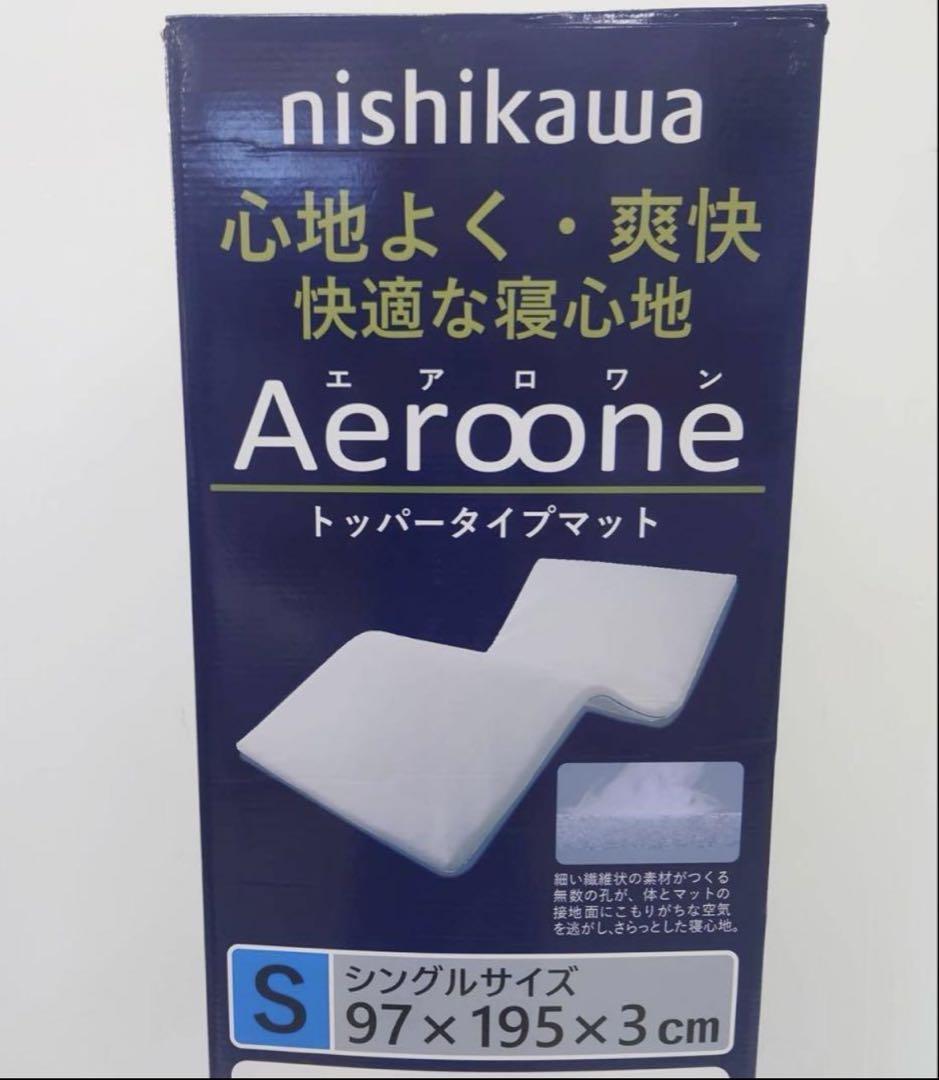 nishikawa
心地よく・爽快
快適な寝心地
エアロワン
Aeroone
トッパータイプマット
細い繊維状の素材がつくる
無数の孔が、体とマットの
接地面にこもりがちな空気
を逃がし、さらっとした寝心地。
S
シングルサイズ
97×195×3cm